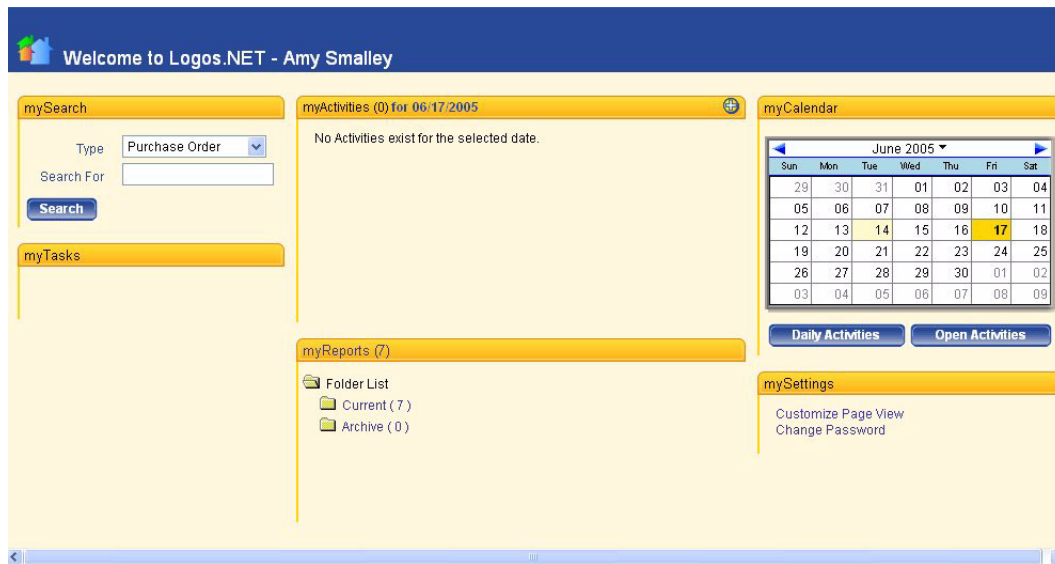 Welcome to Logos.NET - Amy Smalley
mySearch
Type Purchase Order
Search For
Search
myTasks
myActivities (0) for 06/17/2005
No Activities exist for the selected date.
myReports (7)
Folder List
Current ( 7 )
Archive ( 0 )
myCalendar
June 2005
Sun Mon Tue Wed Thu Fri Sat
29 30 31 01 02 03 04
05 06 07 08 09 10 11
12 13 14 15 16 17 18
19 20 21 22 23 24 25
26 27 28 29 30 01 02
03 04 05 06 07 08 09
Daily Activities Open Activities
mySettings
Customize Page View
Change Password